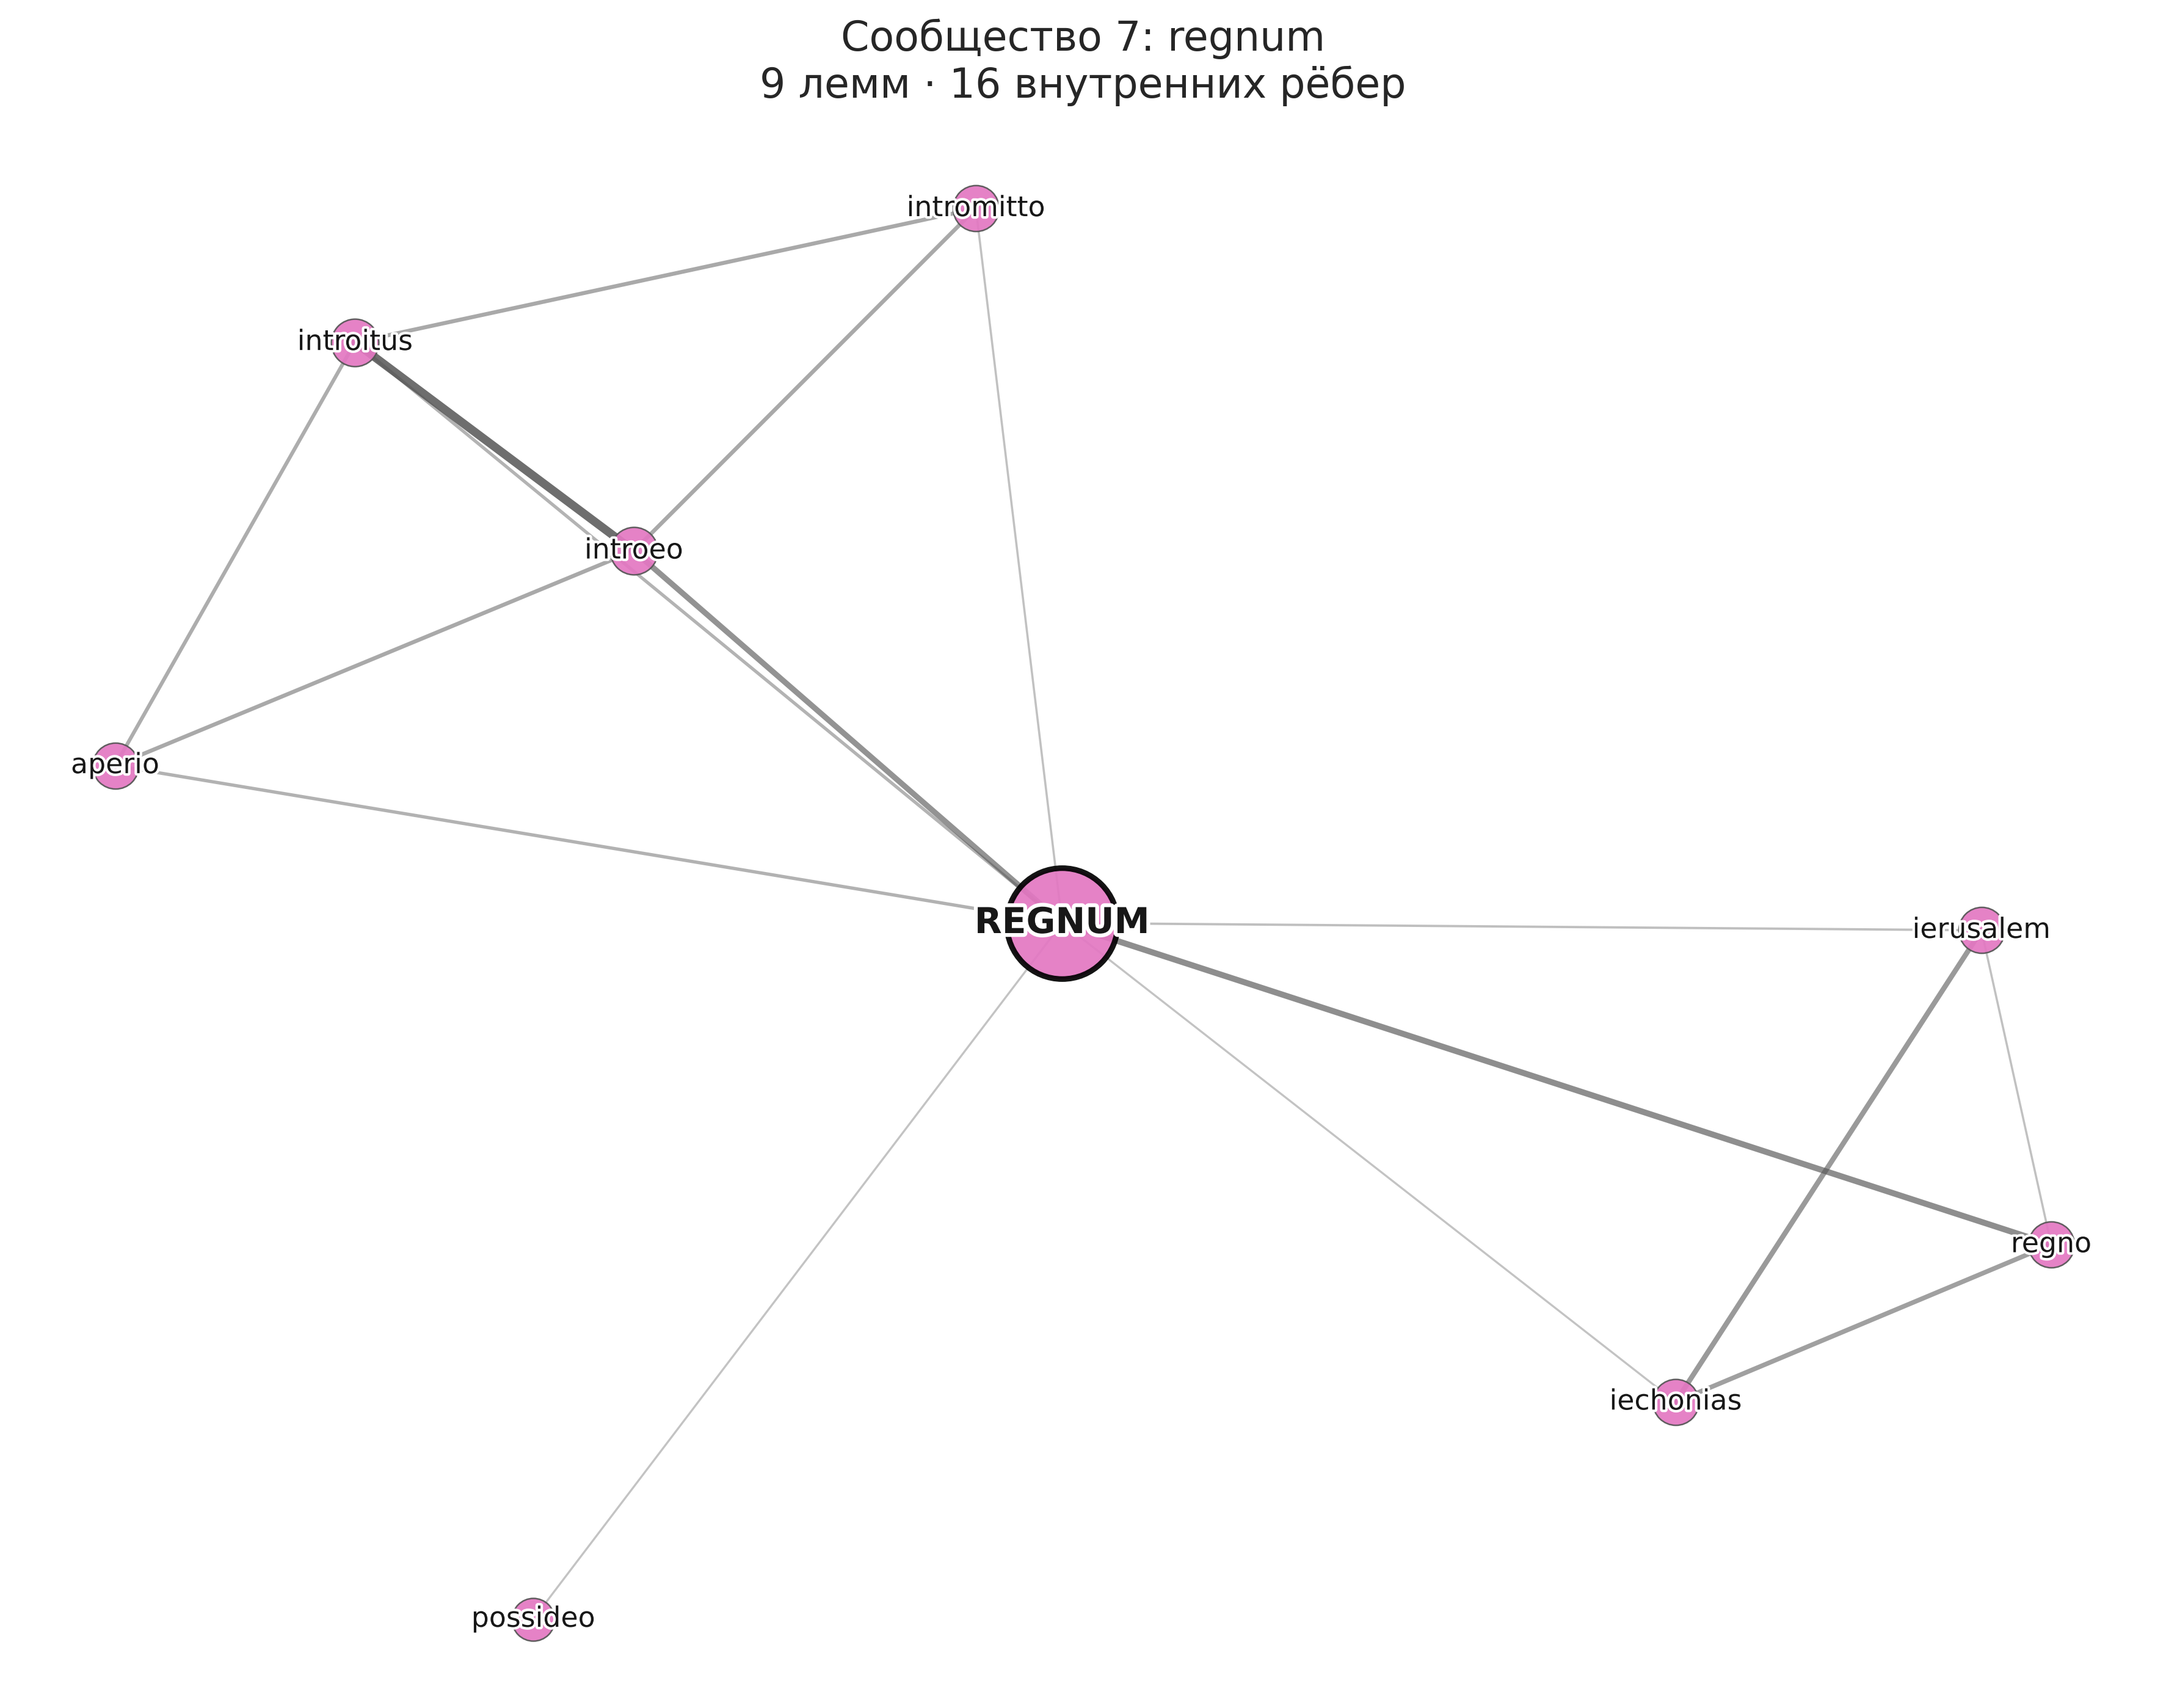 Сообщество 7: regnum
9 лемм · 16 внутренних рёбер
intromitto
introitus
introeo
aperio
REGNUM
ierusalem
regno
iechonias
possideo